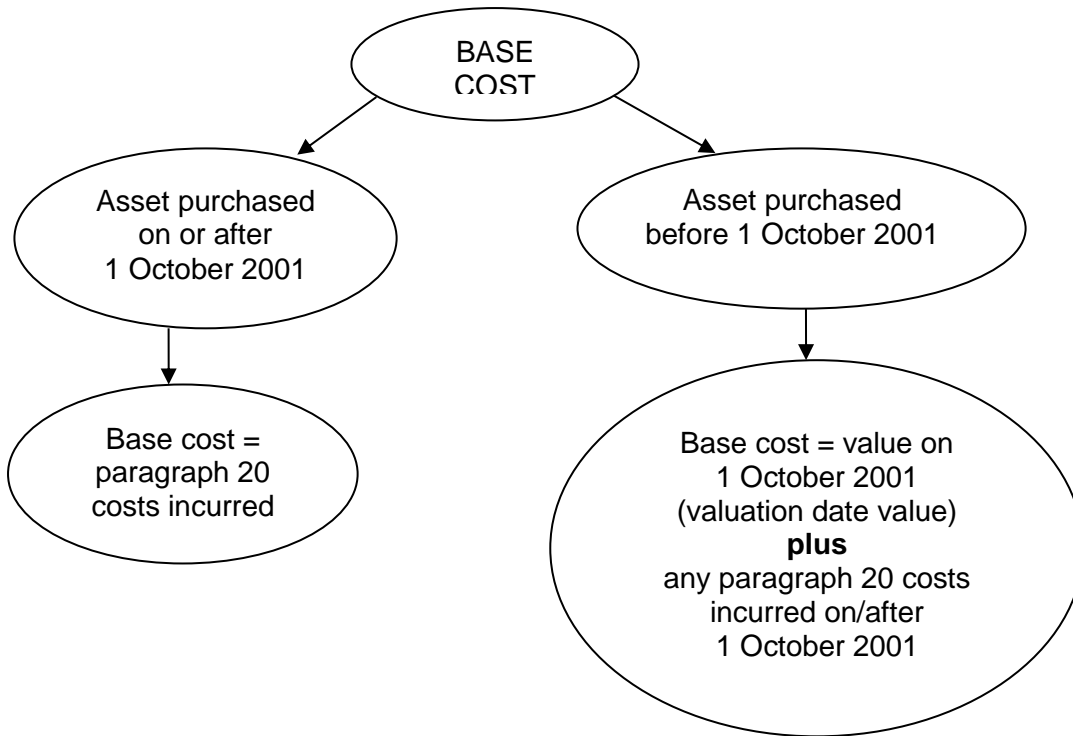 BASE
COST
Asset purchased
on or after
1 October 2001
Asset purchased
before 1 October 2001
Base cost =
paragraph 20
costs incurred
Base cost = value on
1 October 2001
(valuation date value)
plus
any paragraph 20 costs
incurred on/after
1 October 2001